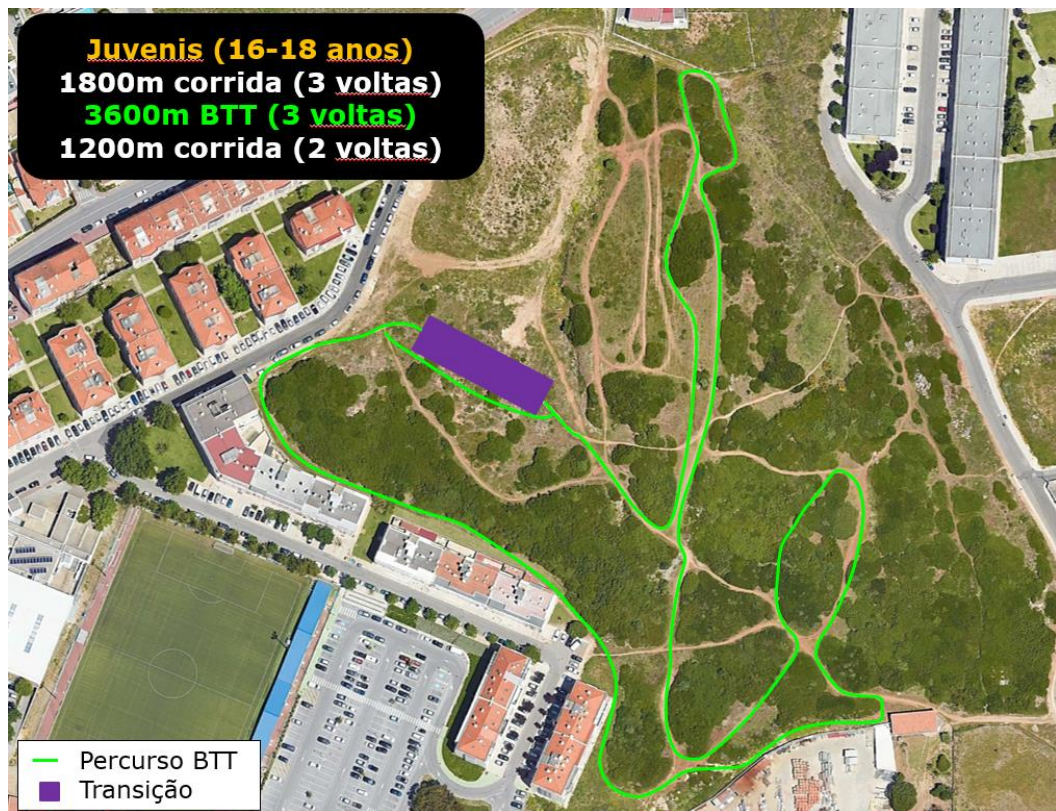 Juvenis (16-18 anos)
1800m corrida (3 voltas)
3600m BTT (3 voltas)
1200m corrida (2 voltas)
Percurso BTT
Transição